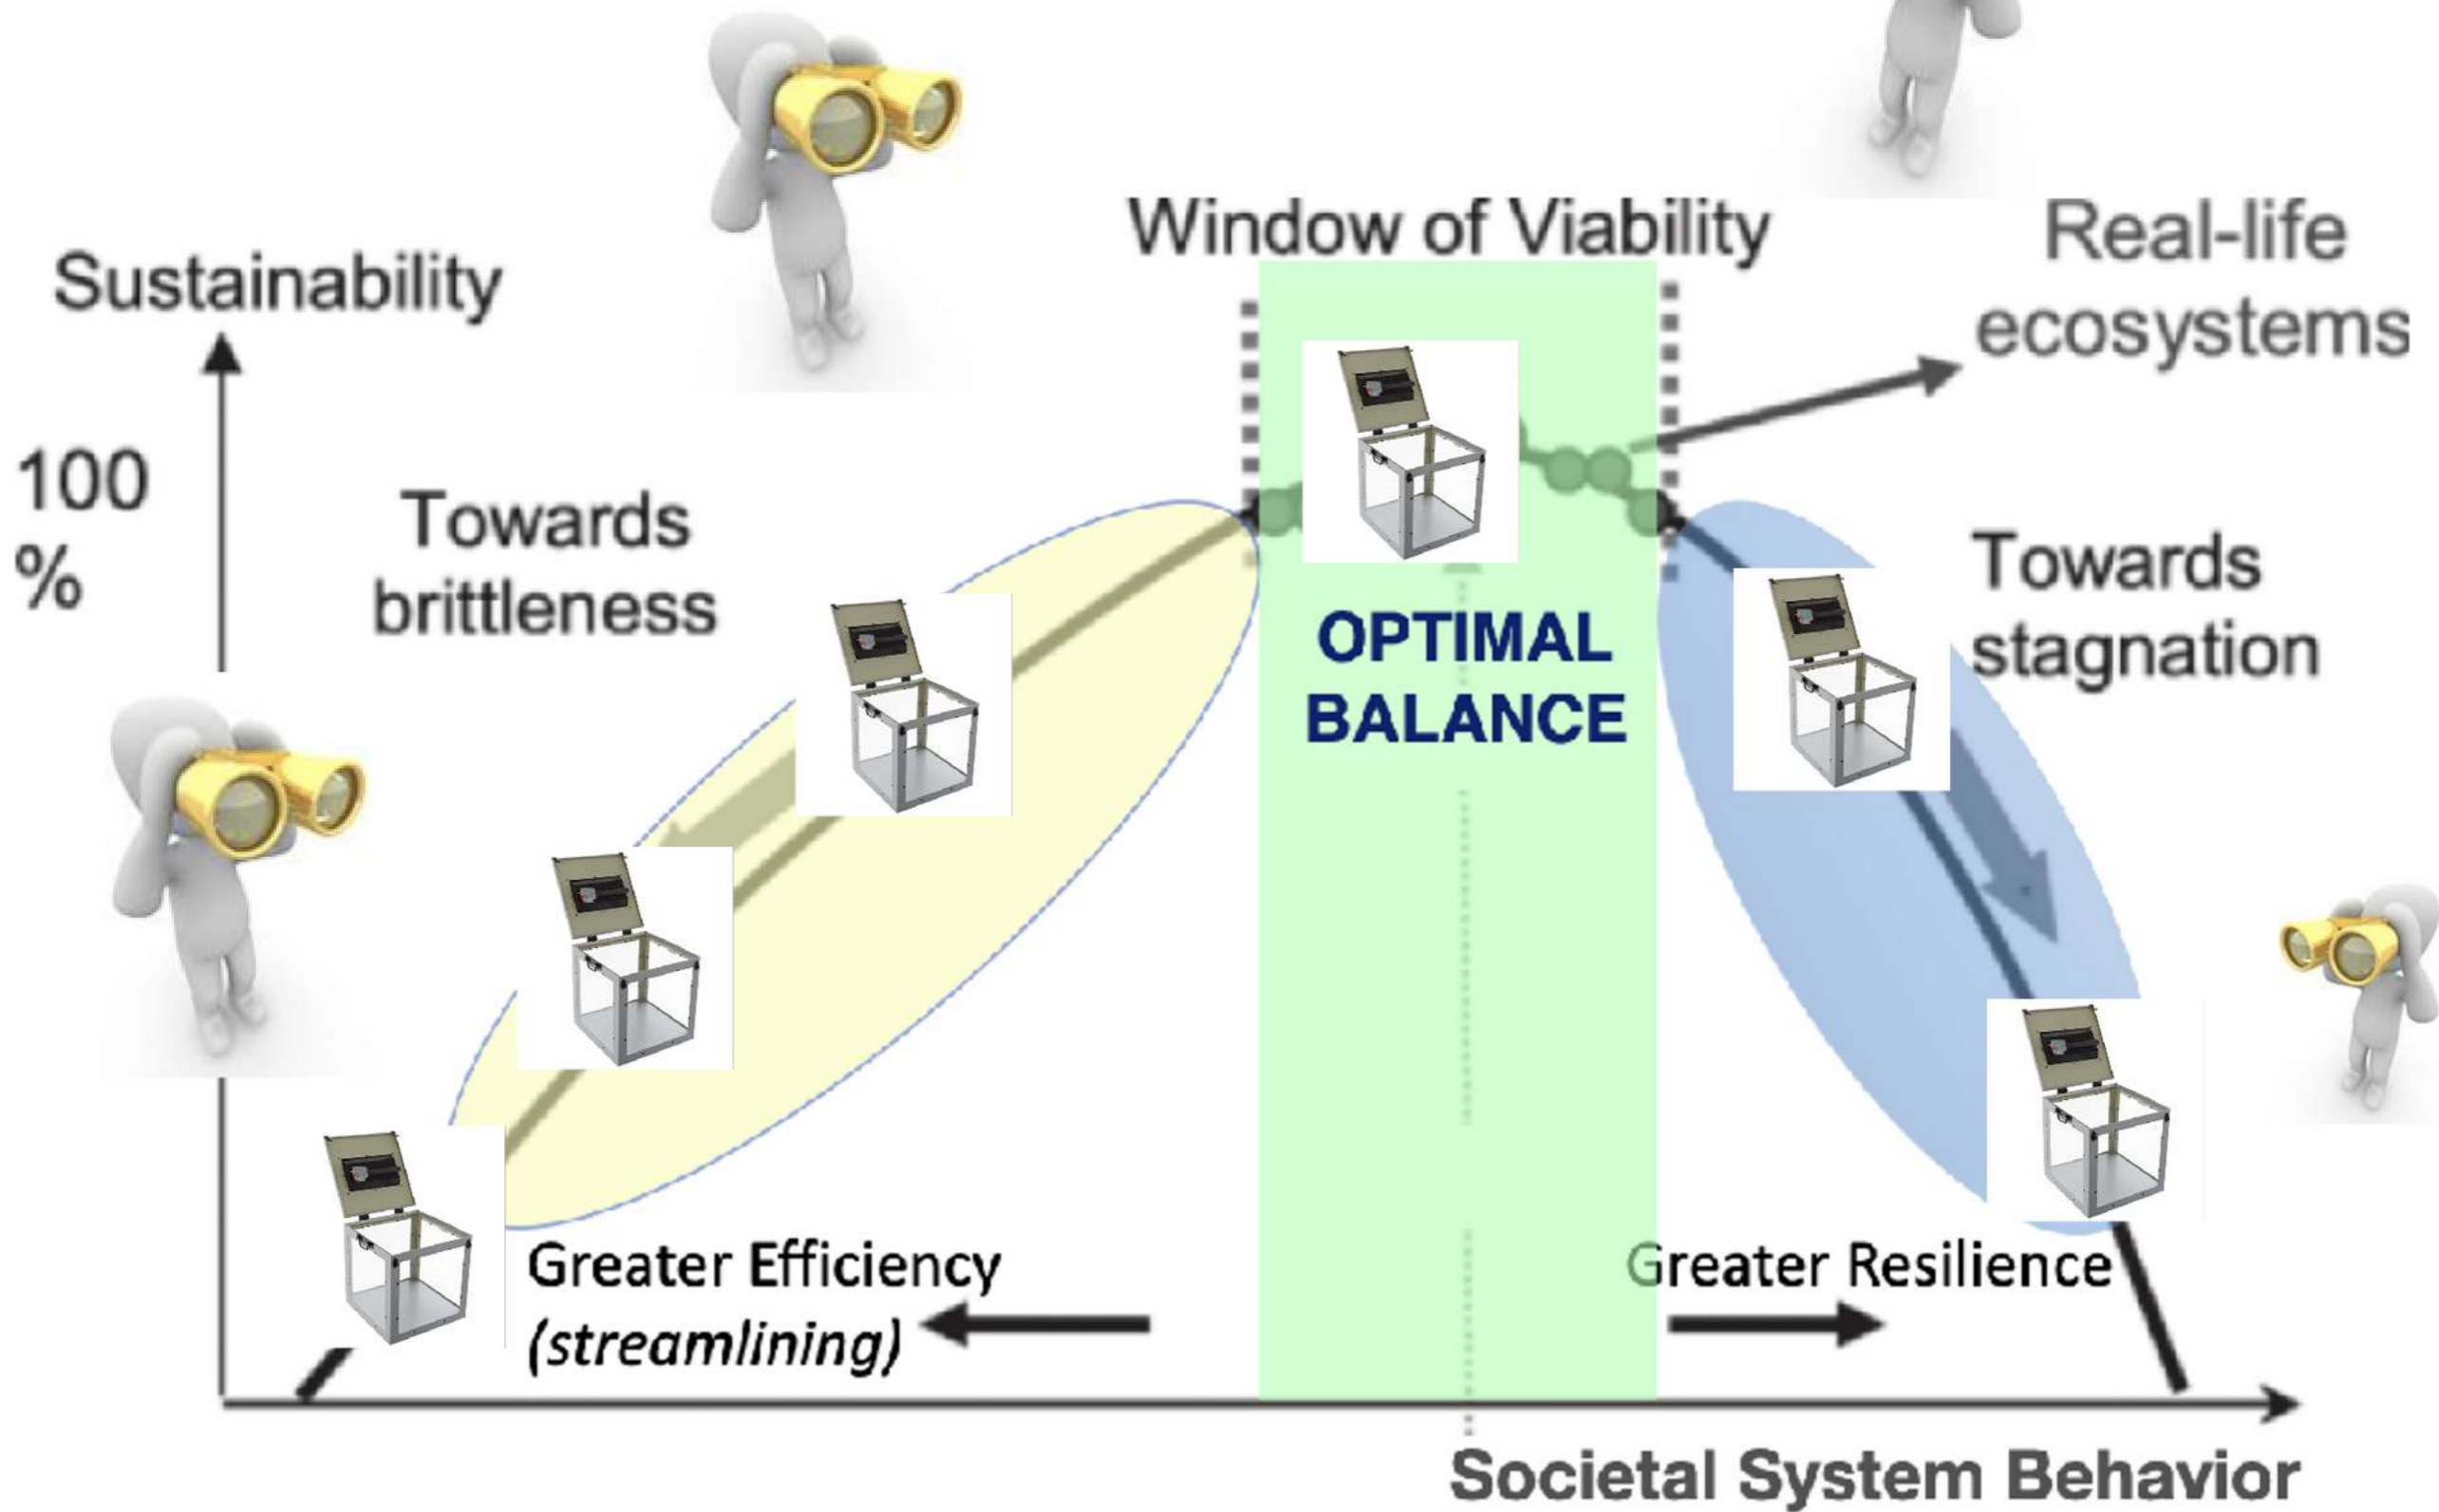 Window of Viability
Real-life
ecosystems
Sustainability
100
%
Towards
brittleness
Towards
stagnation
OPTIMAL
BALANCE
Greater Efficiency
(streamlining)
Greater Resilience
Societal System Behavior